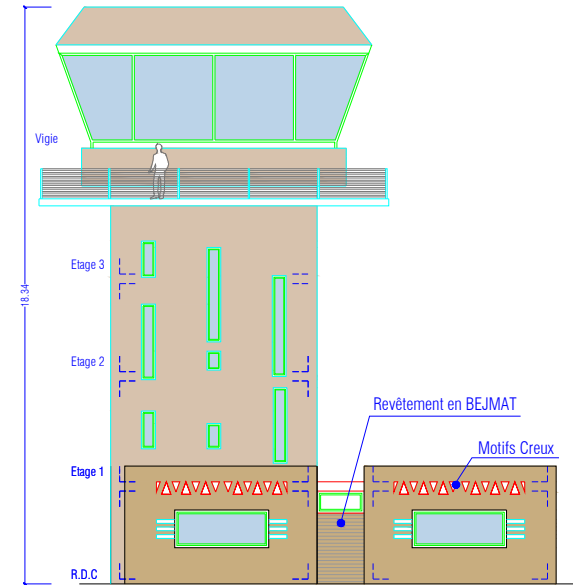 Vigie
Etage 3
18.34
Etage 2
Revêtement en BEJMAT
Motifs Creux
Etage 1
R.D.C